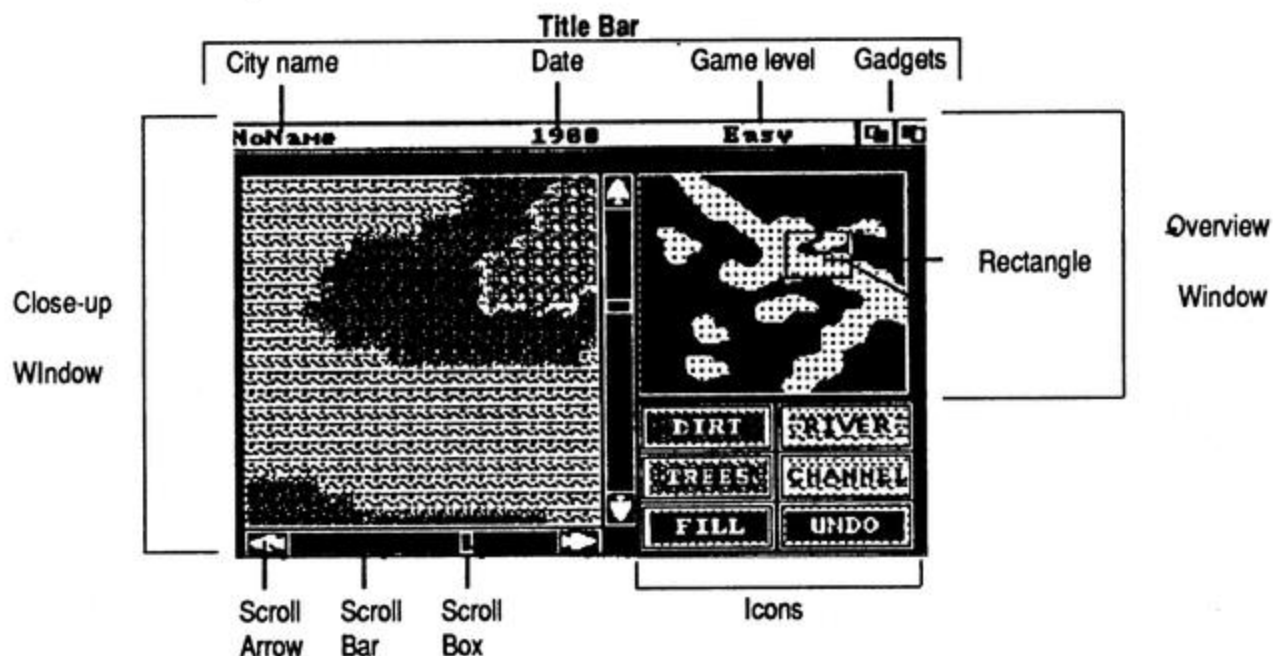 Title Bar
City name Date Game level Gadgets
NoName 1900 Easy
Overview
Window
Rectangle
Close-up
WIndow
DIRT RIVER
TREES CHANNEL
FILL UNDO
Scroll Arrow
Scroll Bar
Scroll Box
Icons